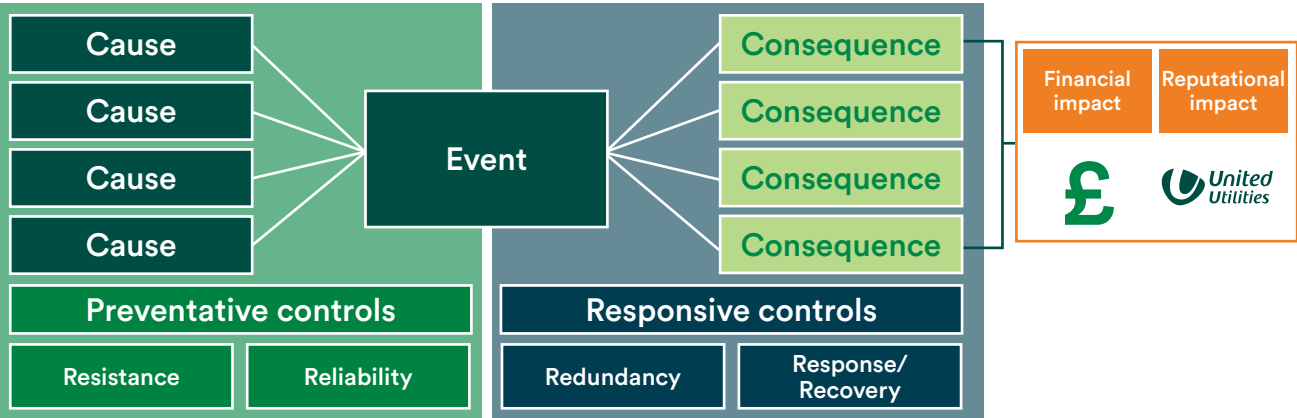 Cause
Cause
Cause
Cause
Event
Consequence
Consequence
Consequence
Consequence
Financial
impact
Reputational
impact
£
United
Utilities
Preventative controls
Resistance
Reliability
Responsive controls
Redundancy
Response/
Recovery